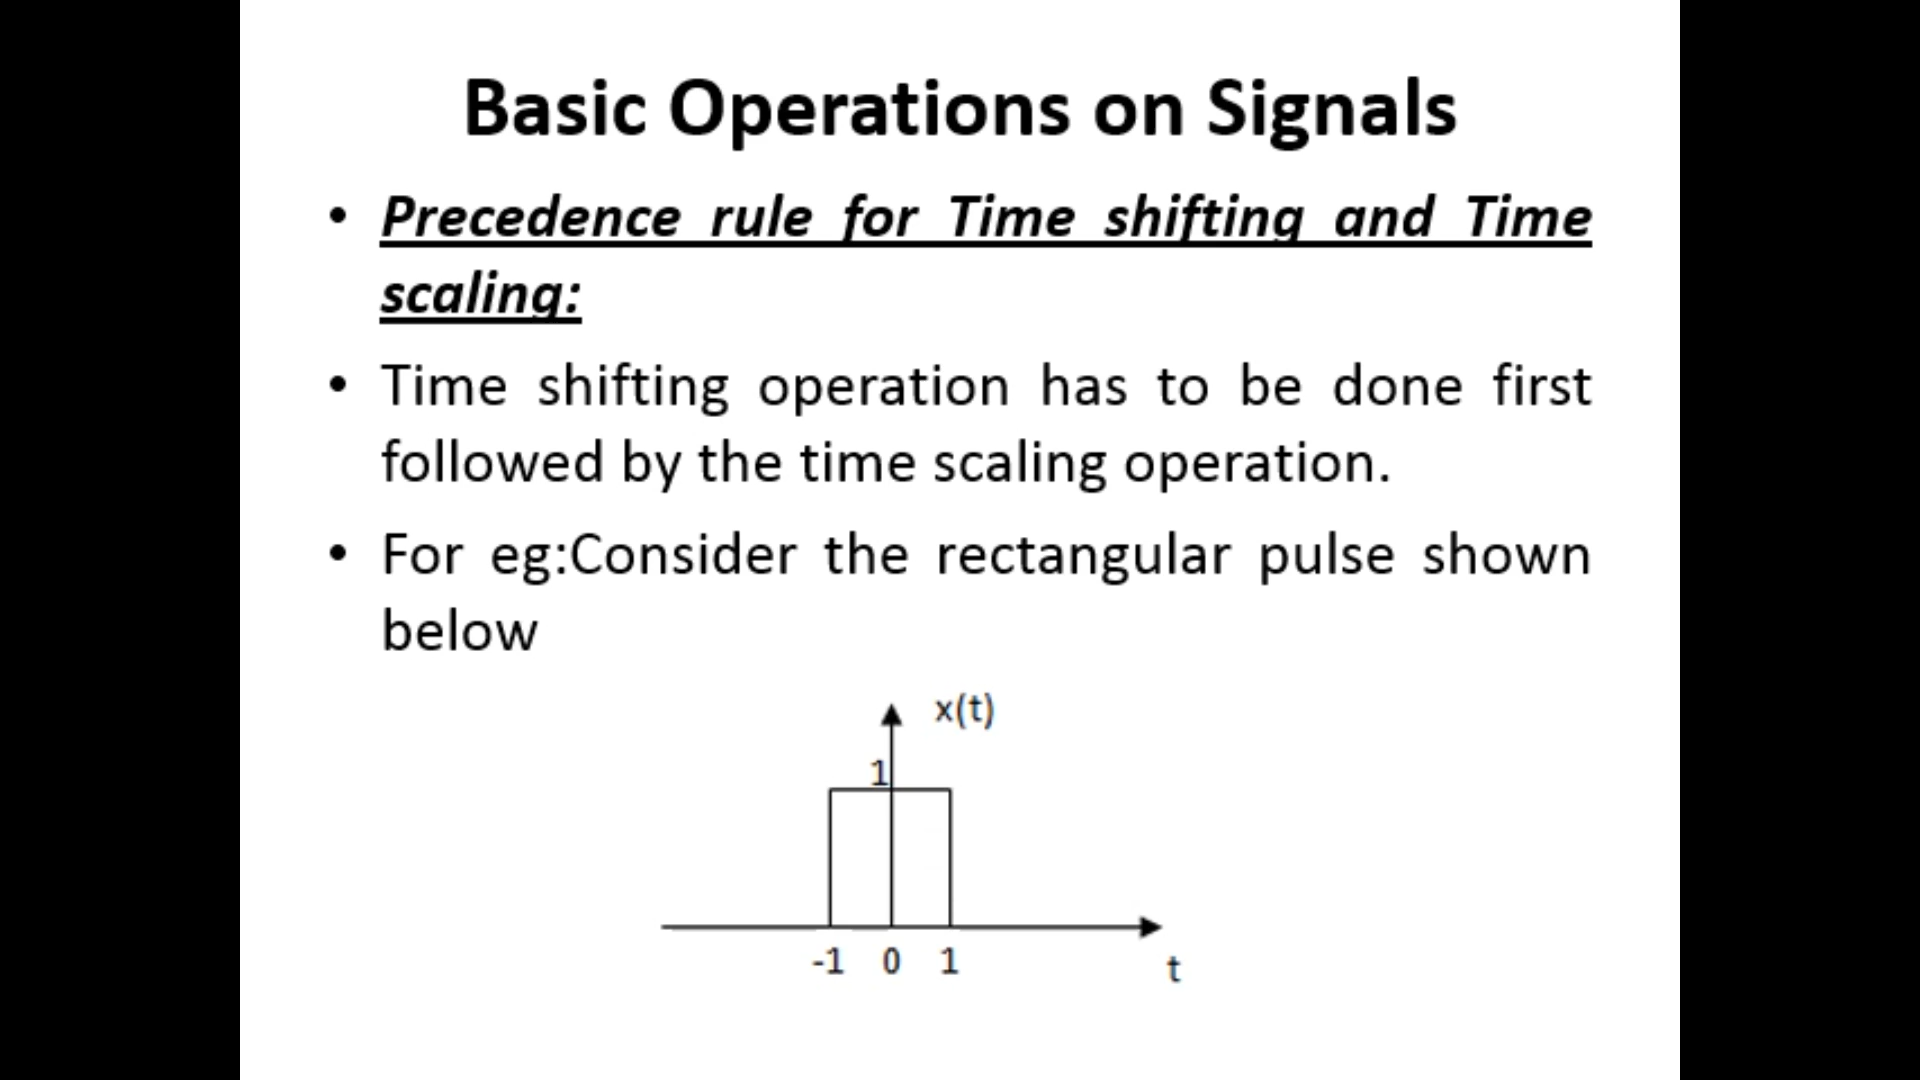 Basic Operations on Signals
• Precedence rule for Time shifting and Time
scaling:
• Time shifting operation has to be done first
followed by the time scaling operation.
• For eg:Consider the rectangular pulse shown
below
x(t)
1
-1 0 1
t